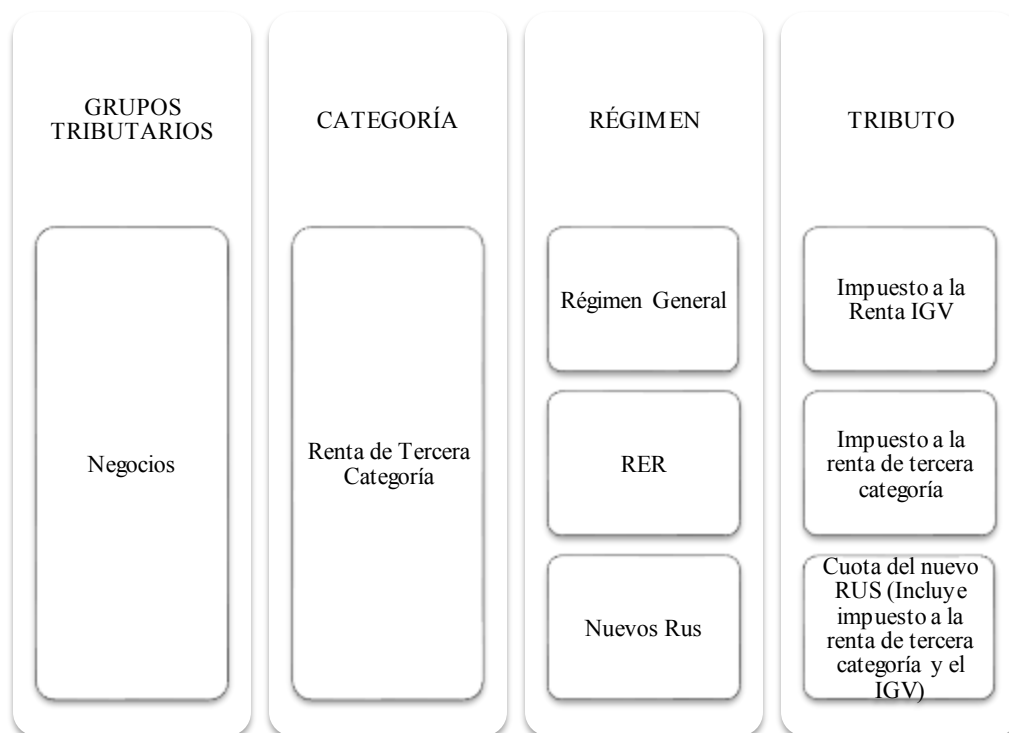 GRUPOS
TRIBUTARIOS
CATEGORÍA
RÉGIMEN
TRIBUTO
Negocios
Renta de Tercera
Categoría
Régimen General
RER
Nuevos Rus
Impuesto a la
Renta IGV
Impuesto a la
renta de tercera
categoría
Cuota del nuevo
RUS (Incluye
impuesto a la
renta de tercera
categoría y el
IGV)